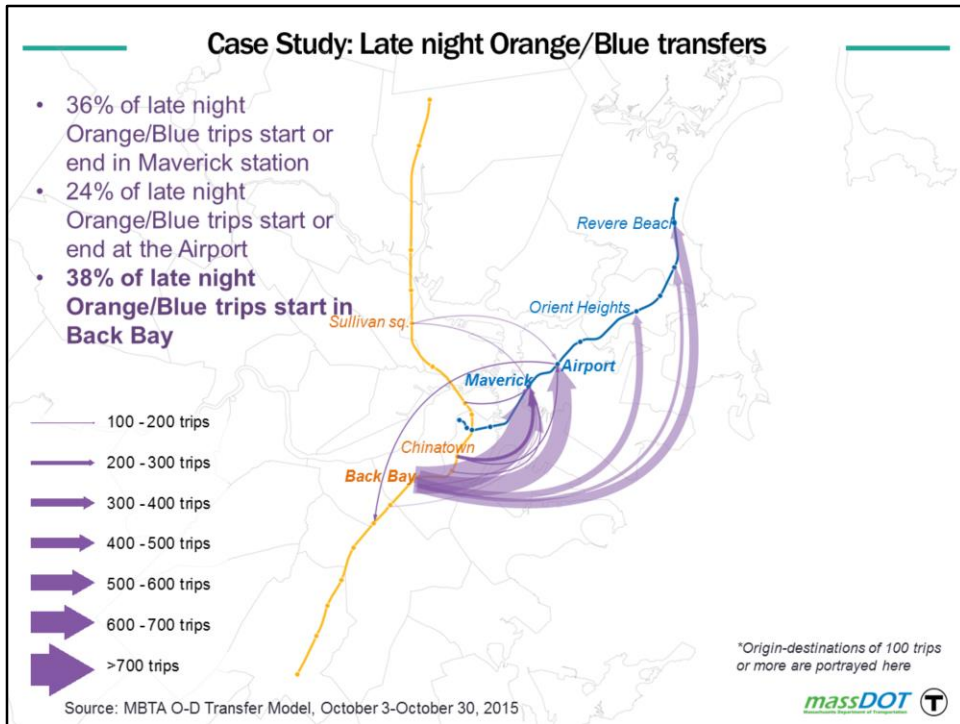 Case Study: Late night Orange/Blue transfers
• 36% of late night
Orange/Blue trips start or
end in Maverick station
• 24% of late night
Orange/Blue trips start or
end at the Airport
• 38% of late night
Orange/Blue trips start in
Back Bay
Revere Beach
Orient Heights
Sullivan sq.
Airport
Maverick
Chinatown
Back Bay
100 - 200 trips
200 - 300 trips
300 - 400 trips
400 - 500 trips
500 - 600 trips
600 - 700 trips
>700 trips
*Origin-destinations of 100 trips
or more are portrayed here
Source: MBTA O-D Transfer Model, October 3-October 30, 2015
massDOT
Massachusetts Department of Transportation
T